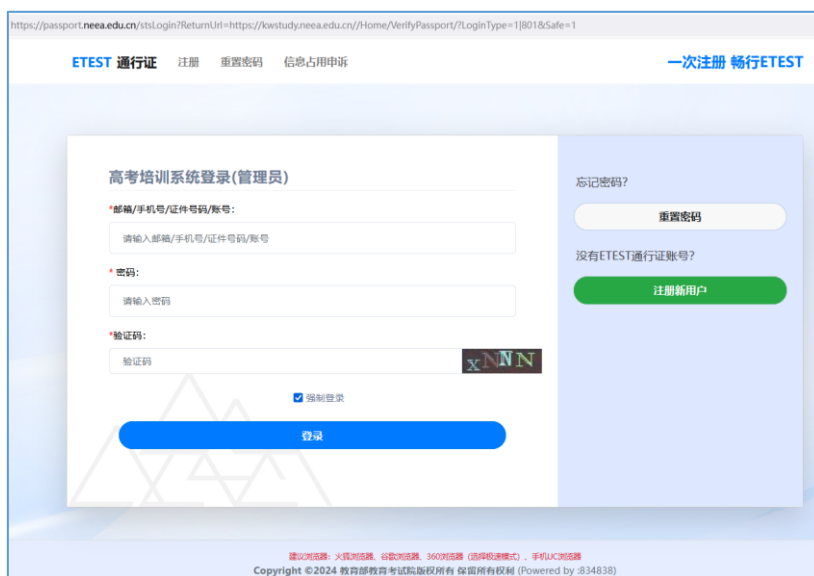 https://passport.neea.edu.cn/stsLogin?ReturnUrl=https://kwstudy.neea.edu.cn//Home/VerifyPassport/?LoginType=1|801&Safe=1
ETEST 通行证 注册 重置密码 信息占用申诉 一次注册 畅行ETEST
高考培训系统登录(管理员)
*邮箱/手机号/证件号码/账号:
请输入邮箱/手机号/证件号码/账号
* 密码:
请输入密码
*验证码:
验证码 xNNN
强制登录
登录
忘记密码?
重置密码
没有ETEST通行证账号?
注册新用户
建议浏览器: 火狐浏览器、谷歌浏览器、360浏览器 (选择极速模式) 、手机UC浏览器
Copyright ©2024 教育部教育考试院版权所有 保留所有权利 (Powered by :834838)